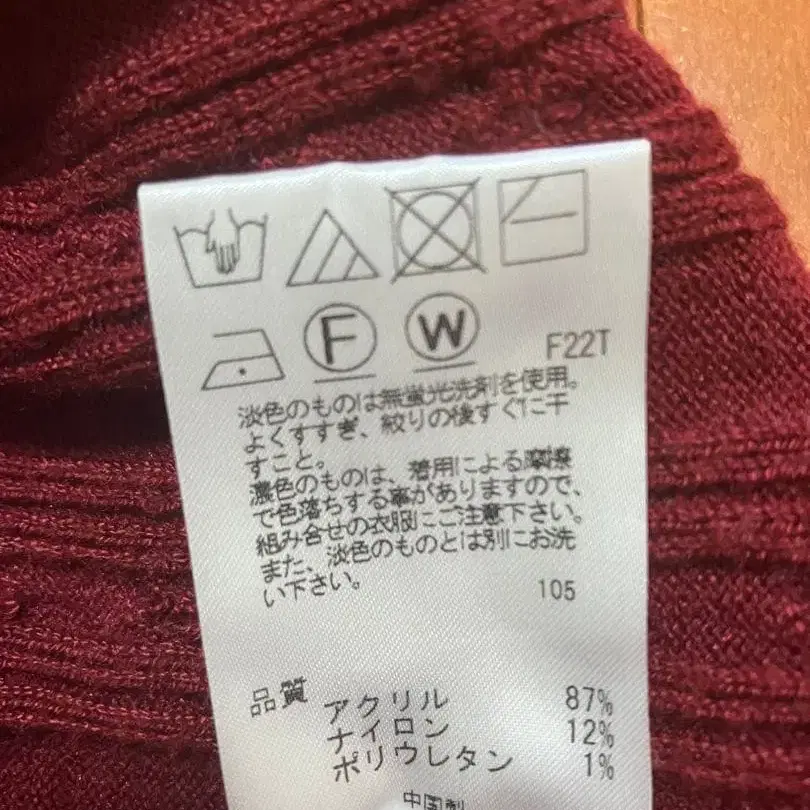 F W F22T
淡色のものは無蛍光洗剤を使用。
よくすすぎ、絞りの後すぐに干
すこと。
濃色のものは、着用による摩擦
で色落ちする事がありますので、
組み合せの衣服にご注意下さい。
また、淡色のものとは別にお洗
い下さい。 105
品質 アクリル 87%
ナイロン 12%
ポリウレタン 1%
中国製